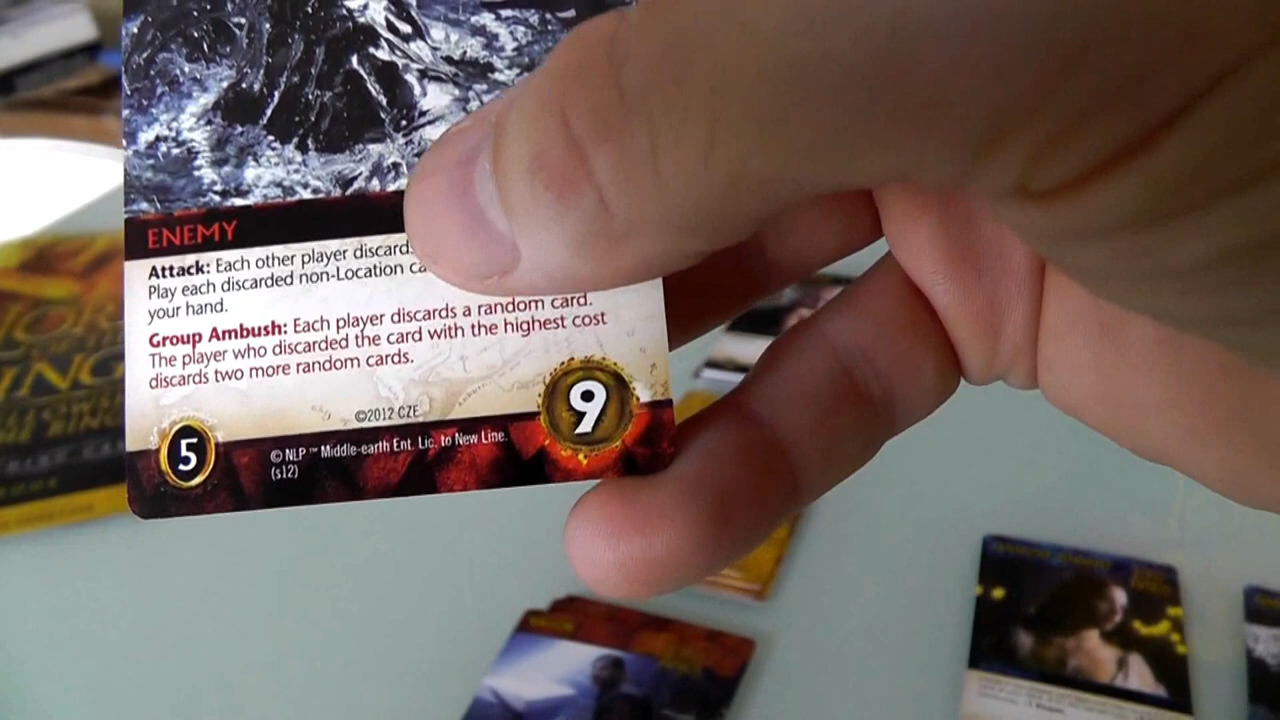 ENEMY
Attack: Each other player discard
Play each discarded non-Location ca
your hand.
Group Ambush: Each player discards a random card.
The player who discarded the card with the highest cost
discards two more random cards.
©2012 CZE
5
9
© NLP ™ Middle-earth Ent. Lic. to New Line.
(s12)